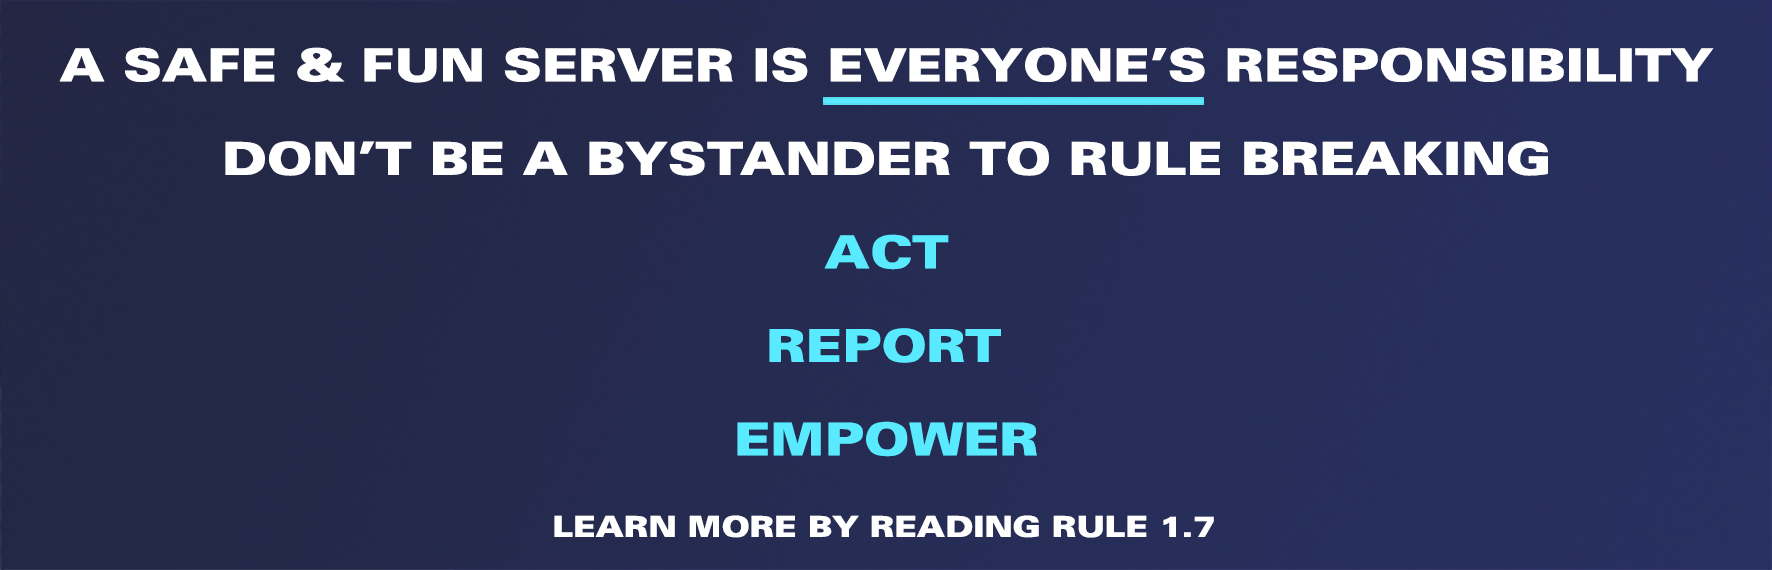 A SAFE & FUN SERVER IS EVERYONE’S RESPONSIBILITY
DON’T BE A BYSTANDER TO RULE BREAKING
ACT
REPORT
EMPOWER
LEARN MORE BY READING RULE 1.7